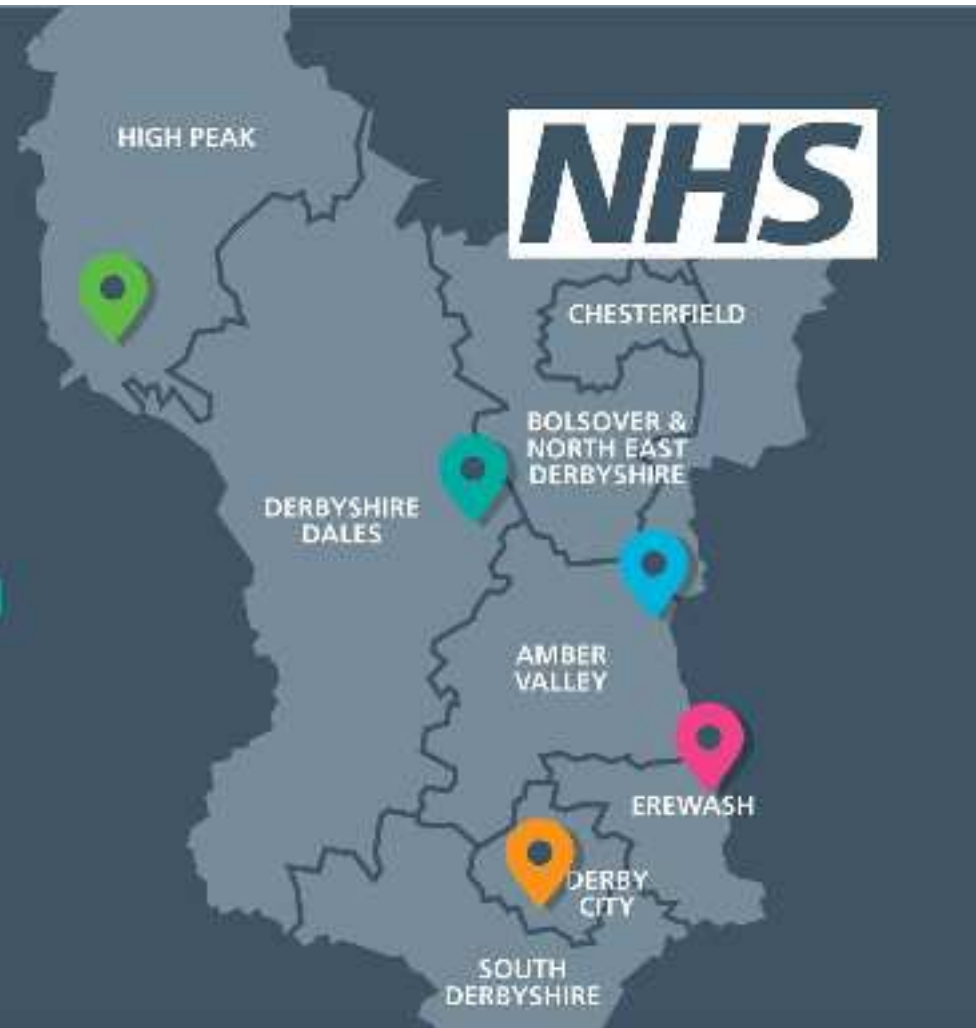 HIGH PEAK
NHS
CHESTERFIELD
BOLSOVER &
NORTH EAST
DERBYSHIRE
DERBYSHIRE
DALES
AMBER
VALLEY
EREWASH
DERBY
CITY
SOUTH
DERBYSHIRE